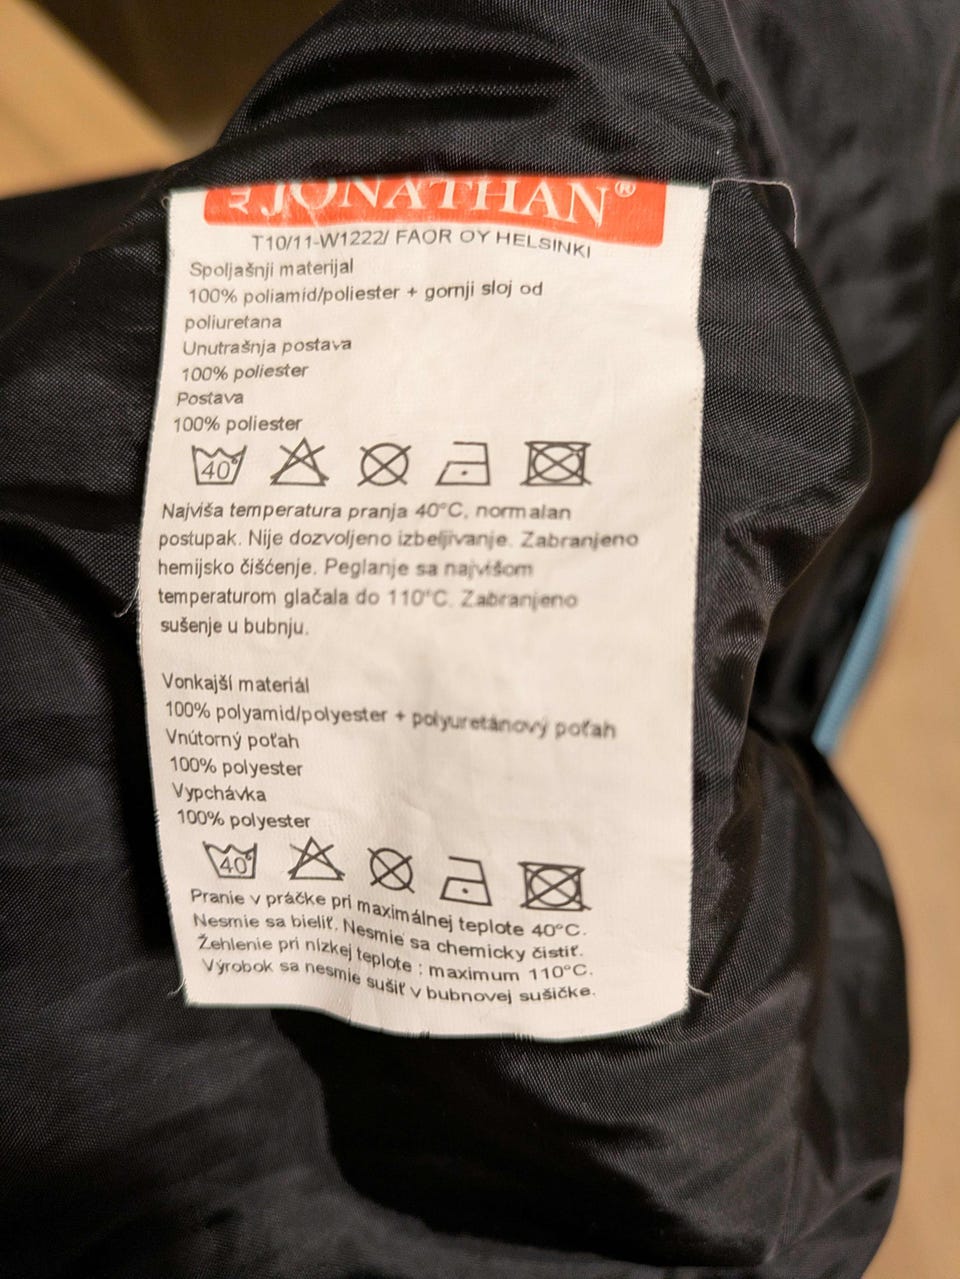 JONATHAN®
T10/11-W1222/ FAOR OY HELSINKI
Spoljašnji materijal
100% poliamid/poliester + gornji sloj od
poliuretana
Unutrašnja postava
100% poliester
Postava
100% poliester
40°
Najviša temperatura pranja 40°C, normalan
postupak. Nije dozvoljeno izbeljivanje. Zabranjeno
hemijsko čišćenje. Peglanje sa najvišom
temperaturom glačala do 110°C. Zabranjeno
sušenje u bubnju.
Vonkajší materiál
100% polyamid/polyester + polyuretánový poťah
Vnútorný poťah
100% polyester
Vypchávka
100% polyester
40°
Pranie v práčke pri maximálnej teplote 40°C.
Nesmie sa bieliť. Nesmie sa chemicky čistiť.
Žehlenie pri nízkej teplote : maximum 110°C.
Výrobok sa nesmie sušiť v bubnovej sušičke.